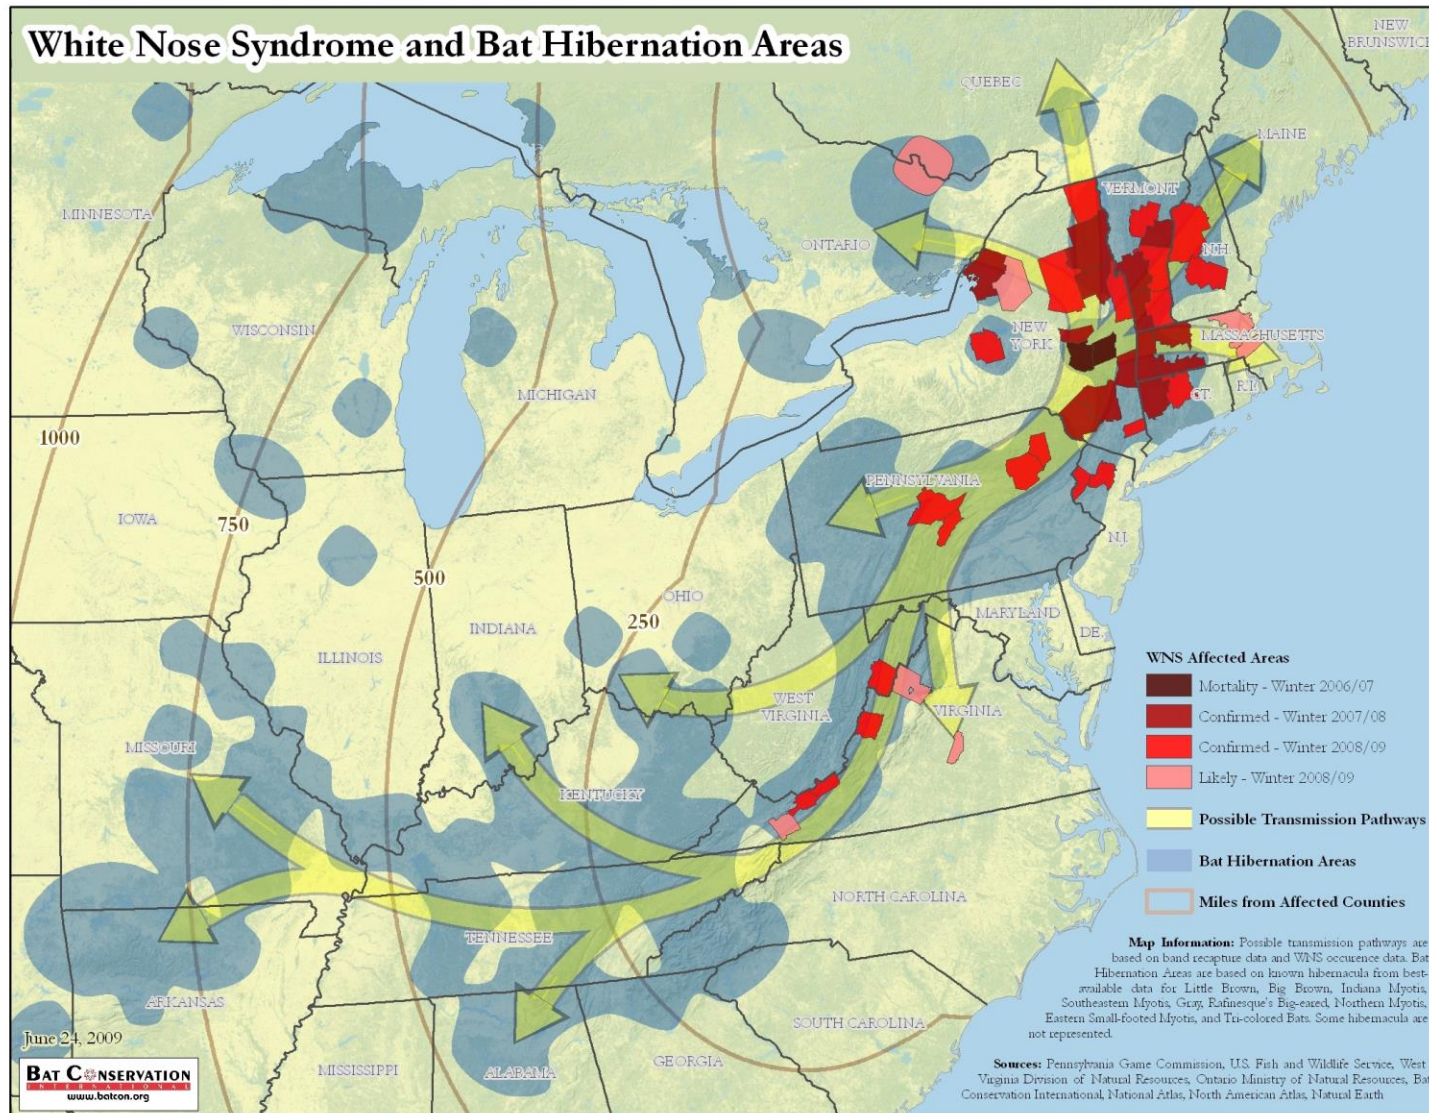 White Nose Syndrome and Bat Hibernation Areas
NEW
BRUNSWICK
QUEBEC
MAINE
MINNESOTA
VERMONT
ONTARIO
N.H.
WISCONSIN
NEW
YORK
MASSACHUSETTS
MICHIGAN
CT.
R.I.
1000
PENNSYLVANIA
IOWA
750
N.J.
500
OHIO
250
MARYLAND
INDIANA
DE.
ILLINOIS
WEST
VIRGINIA
VIRGINIA
MISSOURI
KENTUCKY
NORTH CAROLINA
TENNESSEE
ARKANSAS
SOUTH CAROLINA
MISSISSIPPI
ALABAMA
GEORGIA
WNS Affected Areas
Mortality - Winter 2006/07
Confirmed - Winter 2007/08
Confirmed - Winter 2008/09
Likely - Winter 2008/09
Possible Transmission Pathways
Bat Hibernation Areas
Miles from Affected Counties
Map Information: Possible transmission pathways are
based on band recapture data and WNS occurence data. Bat
Hibernation Areas are based on known hibernacula from best-
available data for Little Brown, Big Brown, Indiana Myotis,
Southeastern Myotis, Gray, Rafinesque's Big-eared, Northern Myotis,
Eastern Small-footed Myotis, and Tri-colored Bats. Some hibernacula are
not represented.
Sources: Pennsylvania Game Commission, U.S. Fish and Wildlife Service, West
Virginia Division of Natural Resources, Ontario Ministry of Natural Resources, Bat
Conservation International, National Atlas, North American Atlas, Natural Earth
June 24, 2009
BAT CONSERVATION
INTERNATIONAL
www.batcon.org